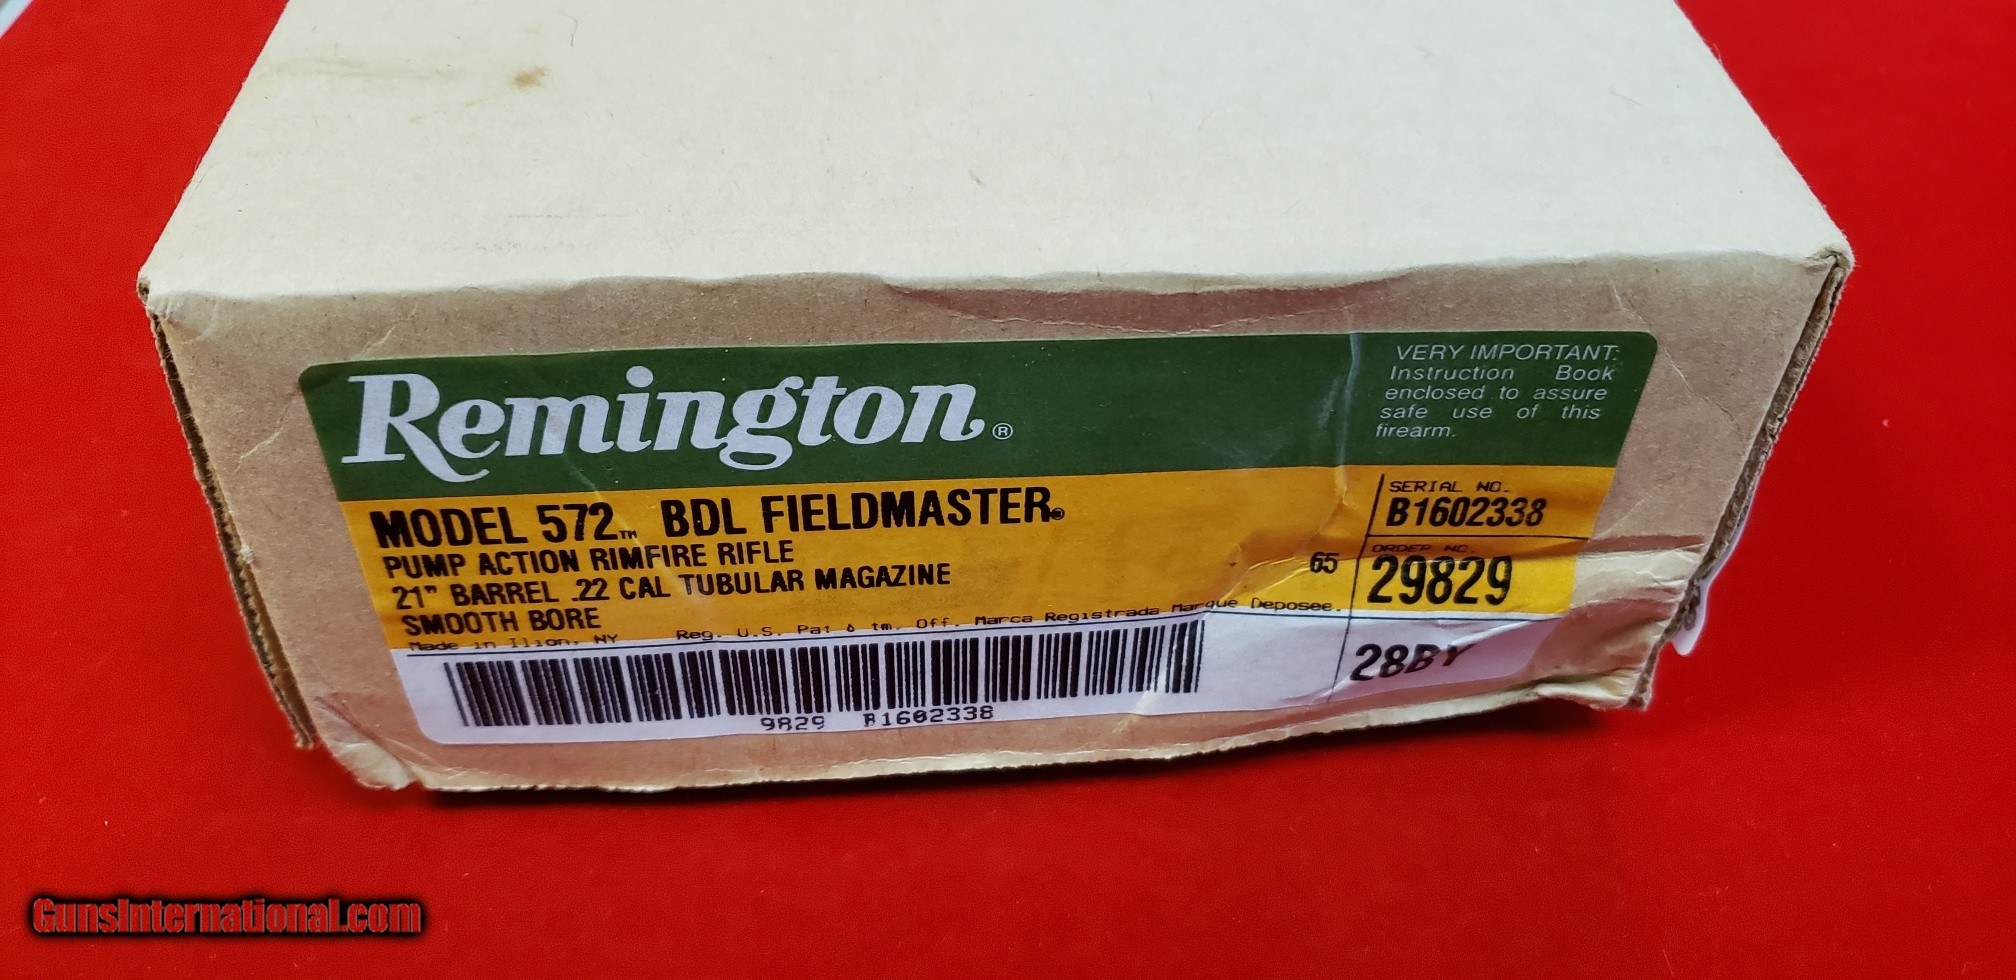 Remington®
VERY IMPORTANT:
Instruction Book
enclosed to assure
safe use of this
firearm.
MODEL 572™ BDL FIELDMASTER®
PUMP ACTION RIMFIRE RIFLE
21" BARREL .22 CAL TUBULAR MAGAZINE
SMOOTH BORE
65
SERIAL NO.
B1602338
ORDER NO.
29829
Made in Ilion, NY Reg. U.S. Pat & tm. Off. Marca Registrada Marque Deposee.
28BY
9829 B1602338
GunsInternational.com